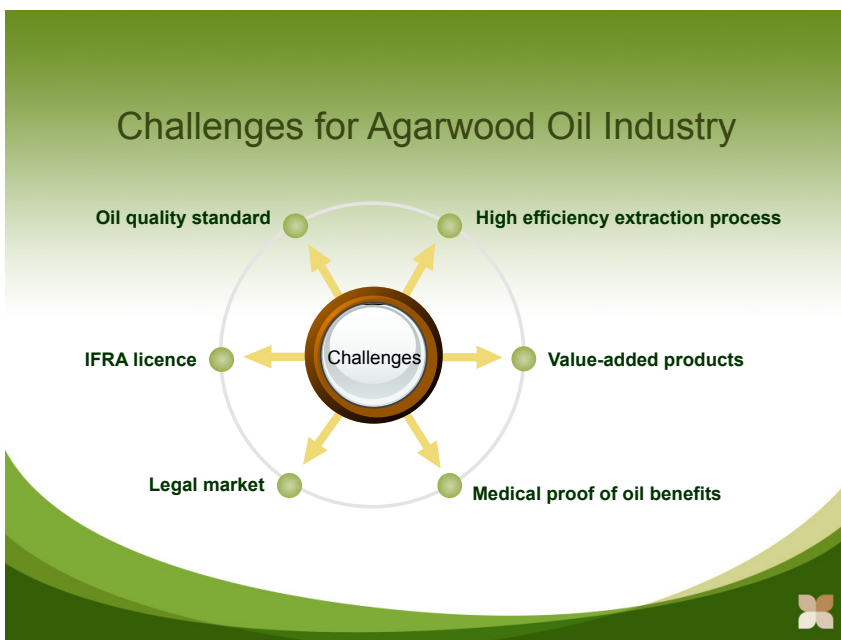 Challenges for Agarwood Oil Industry
Oil quality standard
High efficiency extraction process
IFRA licence
Challenges
Value-added products
Legal market
Medical proof of oil benefits